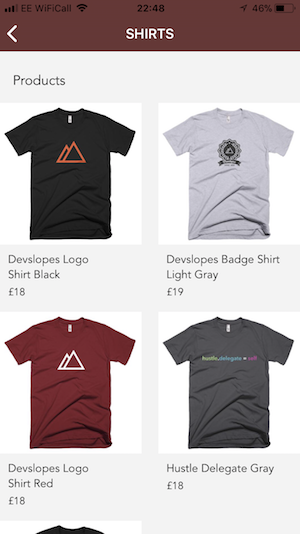 EE WiFiCall 22:48 46%
SHIRTS
Products
Devslopes Logo
Shirt Black
£18
Devslopes Badge Shirt
Light Gray
£19
hustle.delegate = self
Devslopes Logo
Shirt Red
£18
Hustle Delegate Gray
£18